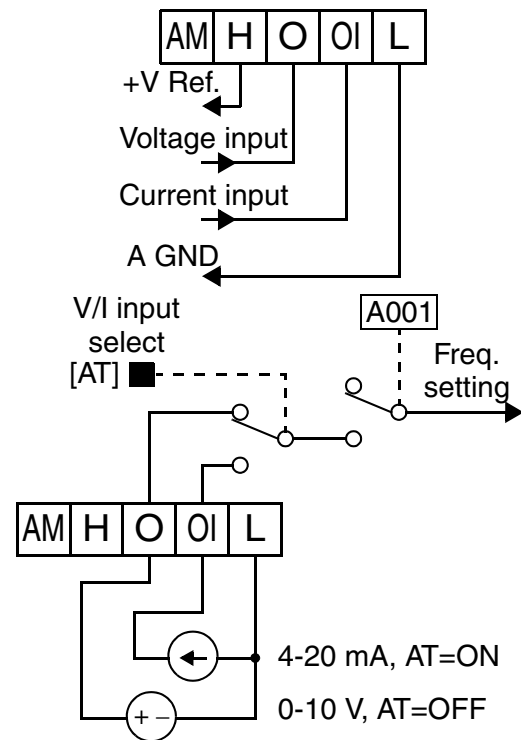 AM H O OI L
+V Ref.
Voltage input
Current input
A GND
V/I input
select
[AT]
A001
Freq.
setting
AM H O OI L
4-20 mA, AT=ON
+ −
0-10 V, AT=OFF